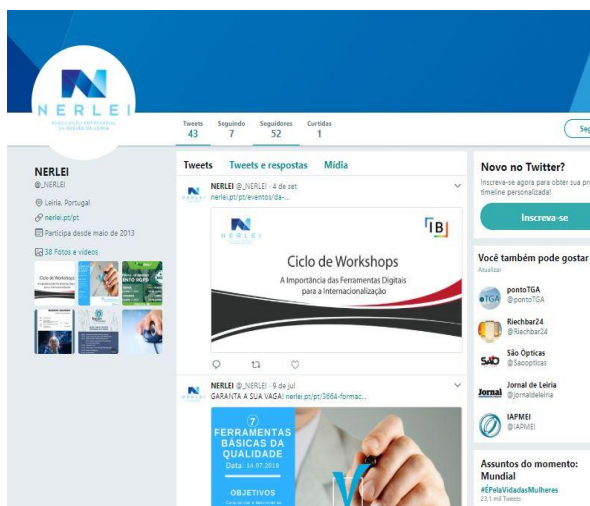 NERLEI
ASSOCIAÇÃO EMPRESARIAL
DA REGIÃO DE LEIRIA
Tweets
43
Seguindo
7
Seguidores
52
Curtidas
1
NERLEI
@_NERLEI
Leiria, Portugal
nerlei.pt/pt
Participa desde maio de 2013
38 Fotos e vídeos
Ciclo de Workshops
Tweets Tweets e respostas Mídia
NERLEI @_NERLEI · 4 de set
nerlei.pt/pt/eventos/da-...
NERLEI
IB
Ciclo de Workshops
A Importância das Ferramentas Digitais
para a Internacionalização
NERLEI @_NERLEI · 9 de jul
GARANTA A SUA VAGA! nerlei.pt/pt/3664-formac...
7
FERRAMENTAS
BÁSICAS DA
QUALIDADE
Data 14.07.2018
OBJETIVOS
Novo no Twitter?
Inscreva-se agora para obter sua
timeline personalizada!
Inscreva-se
Você também pode gostar
Atualizar
pontoTGA
@pontoTGA
Riechbar24
@Riechbar24
São Ópticas
@Saoopticas
Jornal de Leiria
@jornaldeleiria
IAPMEI
@IAPMEI
Assuntos do momento:
Mundial
#ÉPelaVidadasMulheres
23,1 mil Tweets